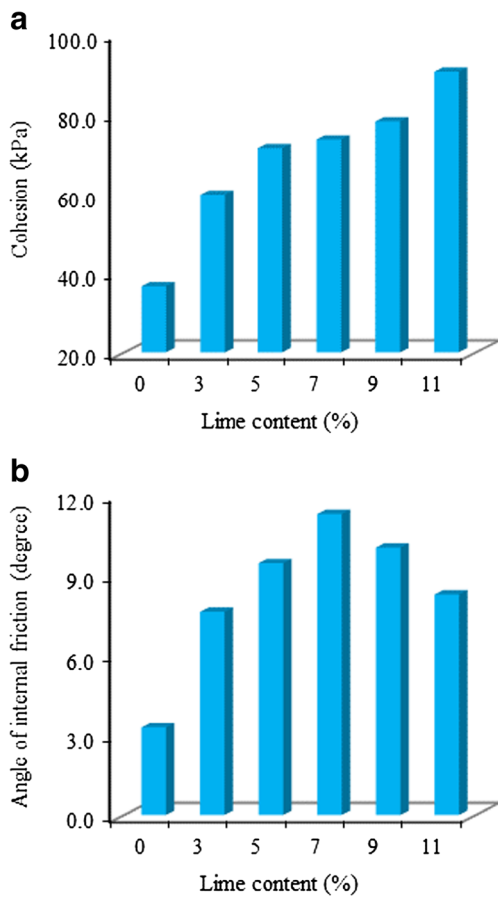 a
100.0
80.0
60.0
40.0
20.0
Cohesion (kPa)
0 3 5 7 9 11
Lime content (%)
b
12.0
9.0
6.0
3.0
0.0
Angle of internal friction (degree)
0 3 5 7 9 11
Lime content (%)